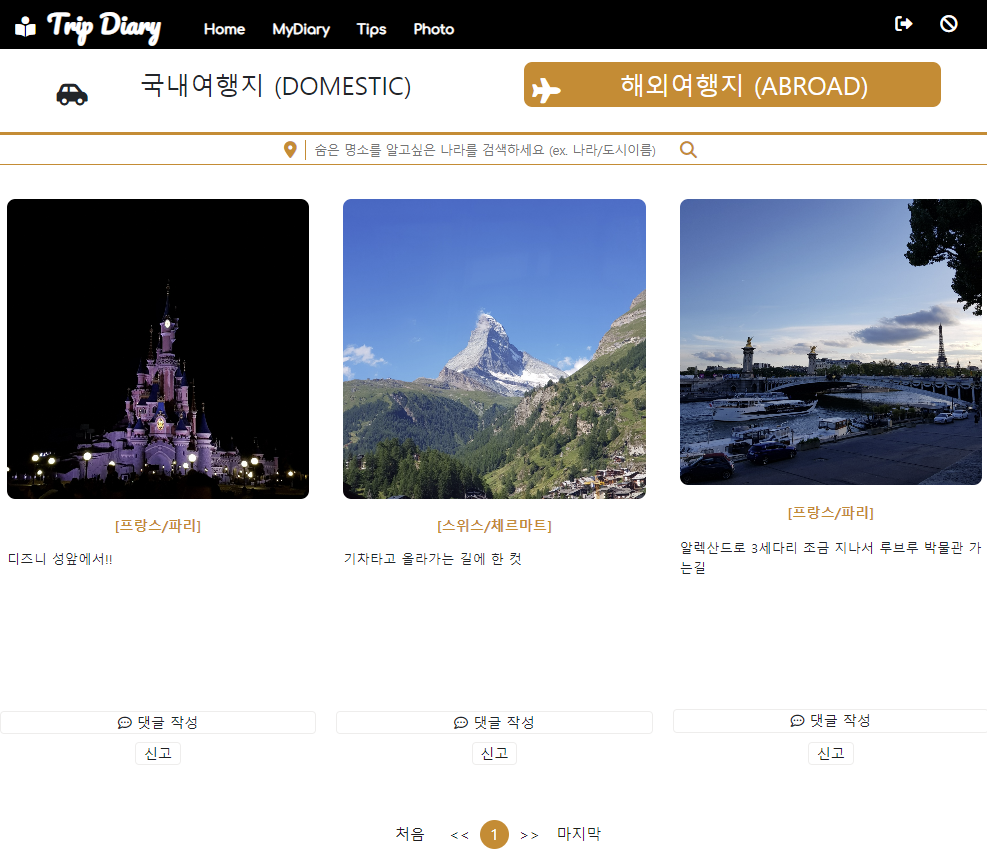 Trip Diary
Home MyDiary Tips Photo
국내여행지 (DOMESTIC)
해외여행지 (ABROAD)
숨은 명소를 알고싶은 나라를 검색하세요 (ex. 나라/도시이름)
[프랑스/파리]
디즈니 성앞에서!!
댓글 작성
신고
[스위스/체르마트]
기차타고 올라가는 길에 한 컷
댓글 작성
신고
[프랑스/파리]
알렉산드로 3세다리 조금 지나서 루브루 박물관 가
는길
댓글 작성
신고
처음 << 1 >> 마지막